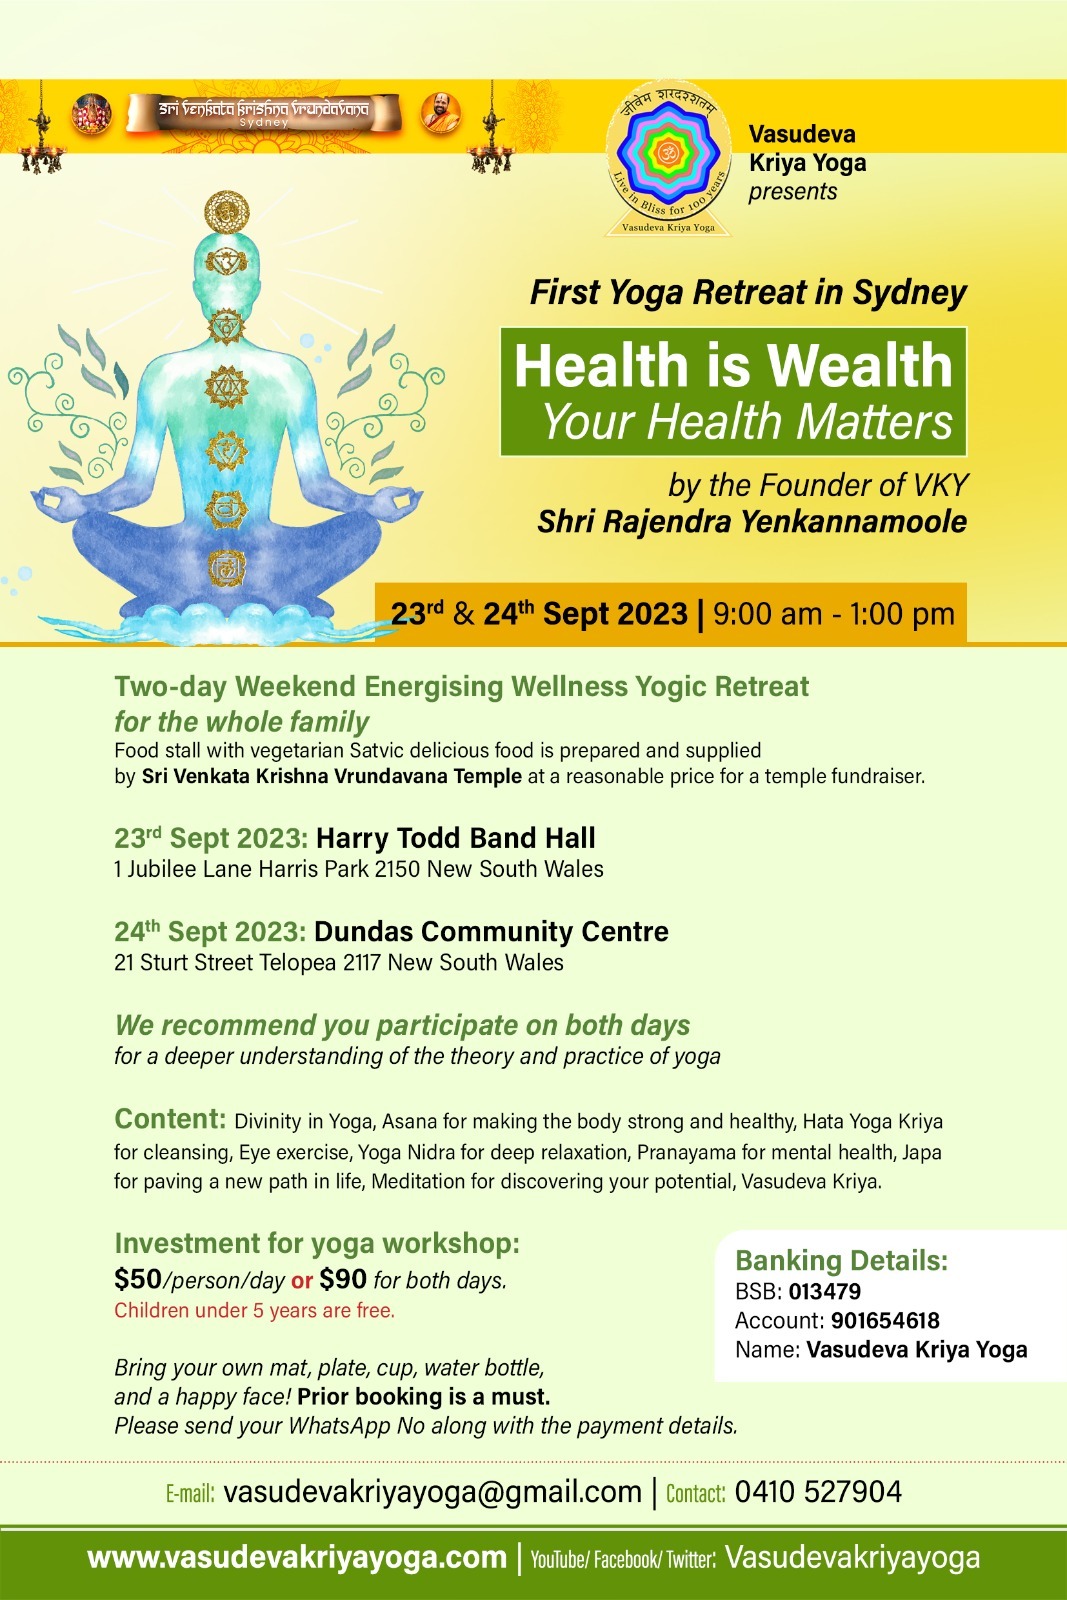 Sri Venkata Krishna Vrundavana
Sydney
जीवेम शरदश्शतम्
Live in Bliss for 100 years
Vasudeva Kriya Yoga
Vasudeva
Kriya Yoga
presents
First Yoga Retreat in Sydney
Health is Wealth
Your Health Matters
by the Founder of VKY
Shri Rajendra Yenkannamoole
23rd & 24th Sept 2023 | 9:00 am - 1:00 pm
Two-day Weekend Energising Wellness Yogic Retreat
for the whole family
Food stall with vegetarian Satvic delicious food is prepared and supplied
by Sri Venkata Krishna Vrundavana Temple at a reasonable price for a temple fundraiser.
23rd Sept 2023: Harry Todd Band Hall
1 Jubilee Lane Harris Park 2150 New South Wales
24th Sept 2023: Dundas Community Centre
21 Sturt Street Telopea 2117 New South Wales
We recommend you participate on both days
for a deeper understanding of the theory and practice of yoga
Content: Divinity in Yoga, Asana for making the body strong and healthy, Hata Yoga Kriya
for cleansing, Eye exercise, Yoga Nidra for deep relaxation, Pranayama for mental health, Japa
for paving a new path in life, Meditation for discovering your potential, Vasudeva Kriya.
Investment for yoga workshop:
$50/person/day or $90 for both days.
Children under 5 years are free.
Banking Details:
BSB: 013479
Account: 901654618
Name: Vasudeva Kriya Yoga
Bring your own mat, plate, cup, water bottle,
and a happy face! Prior booking is a must.
Please send your WhatsApp No along with the payment details.
E-mail: vasudevakriyayoga@gmail.com | Contact: 0410 527904
www.vasudevakriyayoga.com | YouTube/ Facebook/ Twitter: Vasudevakriyayoga